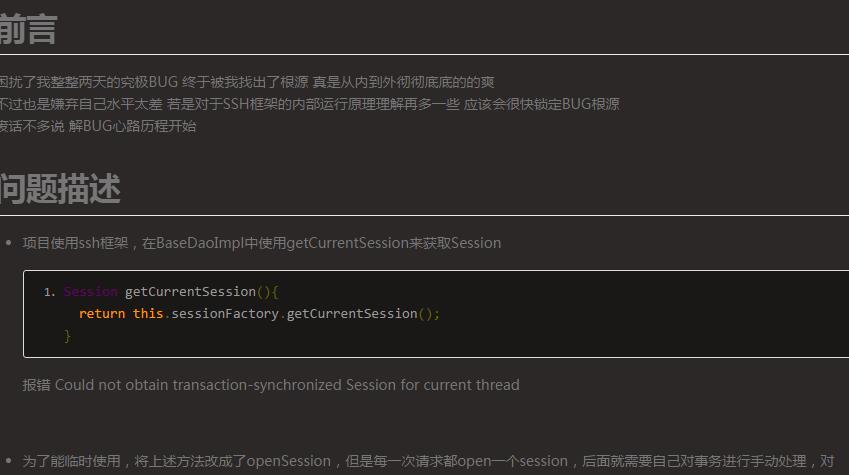 前言
困扰了我整整两天的究极BUG 终于被我找出了根源 真是从内到外彻彻底底的的爽
不过也是嫌弃自己水平太差 若是对于SSH框架的内部运行原理理解再多一些 应该会很快锁定BUG根源
废话不多说 解BUG心路历程开始
问题描述
• 项目使用ssh框架，在BaseDaoImpl中使用getCurrentSession来获取Session
1. Session getCurrentSession(){
return this.sessionFactory.getCurrentSession();
}
报错 Could not obtain transaction-synchronized Session for current thread
• 为了能临时使用，将上述方法改成了openSession，但是每一次请求都open一个session，后面就需要自己对事务进行手动处理，对